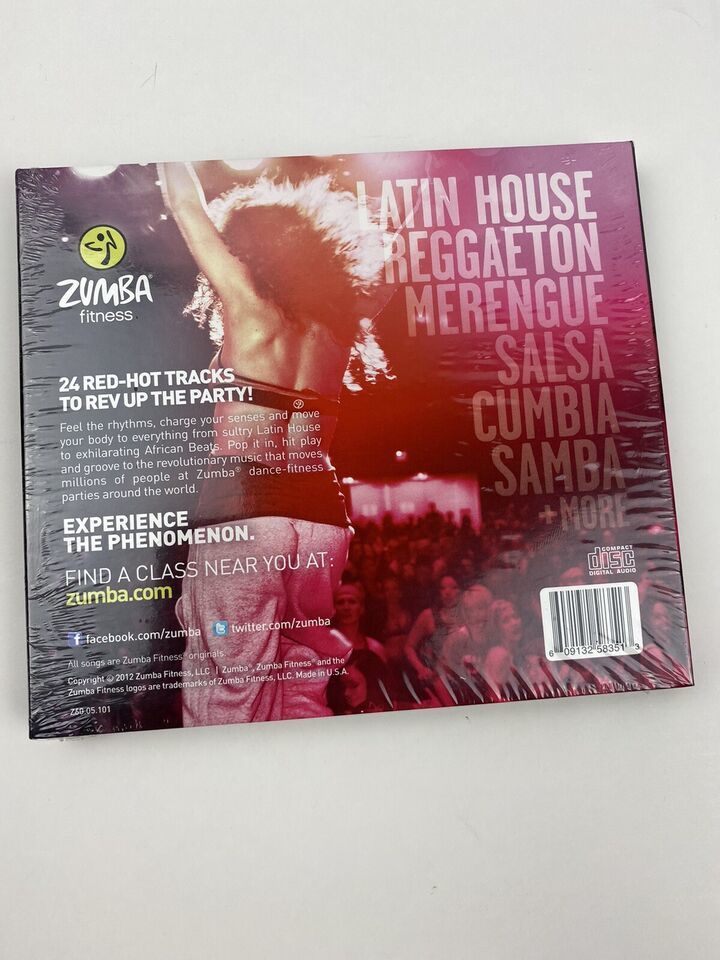 ZUMBA®
fitness®
LATIN HOUSE
REGGAETON
MERENGUE
SALSA
CUMBIA
SAMBA
+MORE
24 RED-HOT TRACKS
TO REV UP THE PARTY!
Feel the rhythms, charge your senses and move
your body to everything from sultry Latin House
to exhilarating African Beats. Pop it in, hit play
and groove to the revolutionary music that moves
millions of people at Zumba® dance-fitness
parties around the world.
EXPERIENCE
THE PHENOMENON.
FIND A CLASS NEAR YOU AT:
zumba.com
f facebook.com/zumba t twitter.com/zumba
All songs are Zumba Fitness® originals.
Copyright © 2012 Zumba Fitness, LLC | Zumba®, Zumba Fitness® and the
Zumba Fitness logos are trademarks of Zumba Fitness, LLC. Made in U.S.A.
Z60-05.101
COMPACT
disc
DIGITAL AUDIO
6 09132 58351 3